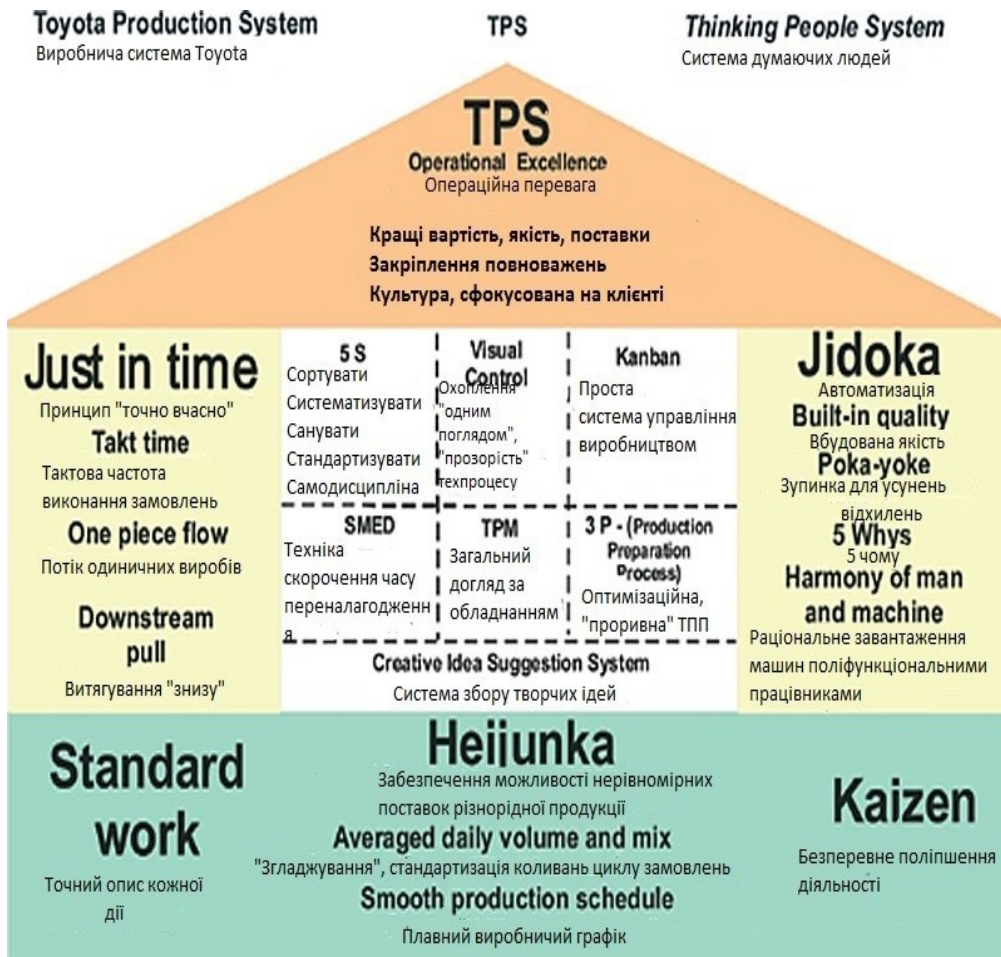 Toyota Production System
Виробнича система Toyota
TPS
Thinking People System
Система думаючих людей
TPS
Operational Excellence
Операційна перевага
Кращі вартість, якість, поставки
Закріплення повноважень
Культура, сфокусована на клієнті
Just in time
Принцип "точно вчасно"
Takt time
Тактова частота
виконання замовлень
One piece flow
Потік одиничних виробів
Downstream
pull
Витягування "знизу"
5 S
Сортувати
Систематизувати
Санувати
Стандартизувати
Самодисципліна
Visual
Control
Охоплення
"одним
поглядом",
"прозорість"
техпроцесу
Kanban
Проста
система управління
виробництвом
SMED
Техніка
скорочення часу
переналагодженн
я
TPM
Загальний
догляд за
обладнанням
3 P - (Production
Preparation
Process)
Оптимізаційна,
"проривна" ТПП
Creative Idea Suggestion System
Система збору творчих ідей
Jidoka
Автоматизація
Built-in quality
Вбудована якість
Poka-yoke
Зупинка для усунень
відхилень
5 Whys
5 чому
Harmony of man
and machine
Раціональне завантаження
машин поліфункціональними
працівниками
Standard
work
Точний опис кожної
дії
Heijunka
Забезпечення можливості нерівномірних
поставок різнорідної продукції
Averaged daily volume and mix
"Згладжування", стандартизація коливань циклу замовлень
Smooth production schedule
Плавний виробничий графік
Kaizen
Безперевне поліпшення
діяльності